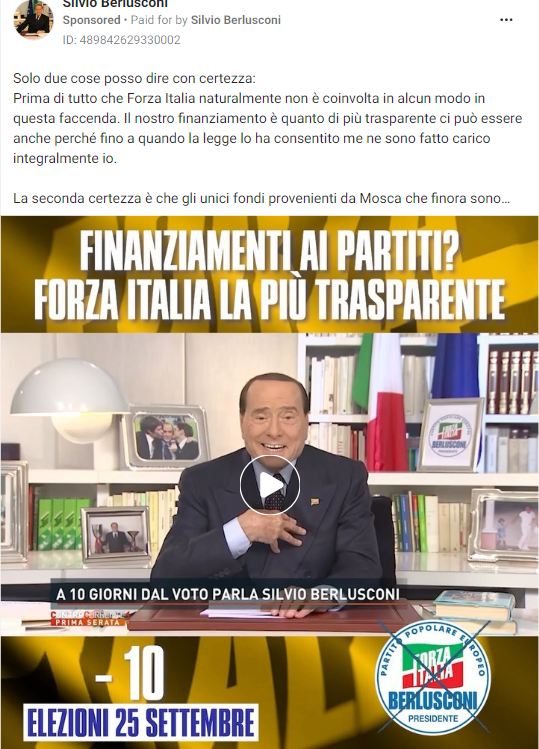 Silvio Berlusconi
Sponsored • Paid for by Silvio Berlusconi
ID: 489842629330002
Solo due cose posso dire con certezza:
Prima di tutto che Forza Italia naturalmente non è coinvolta in alcun modo in
questa faccenda. Il nostro finanziamento è quanto di più trasparente ci può essere
anche perché fino a quando la legge lo ha consentito me ne sono fatto carico
integralmente io.
La seconda certezza è che gli unici fondi provenienti da Mosca che finora sono...
FINANZIAMENTI AI PARTITI?
FORZA ITALIA LA PIÙ TRASPARENTE
FORZA
ITALIA
A 10 GIORNI DAL VOTO PARLA SILVIO BERLUSCONI
PRIMA SERATA
- 10
ELEZIONI 25 SETTEMBRE
PARTITO POPOLARE EUROPEO
FORZA
ITALIA
BERLUSCONI
PRESIDENTE